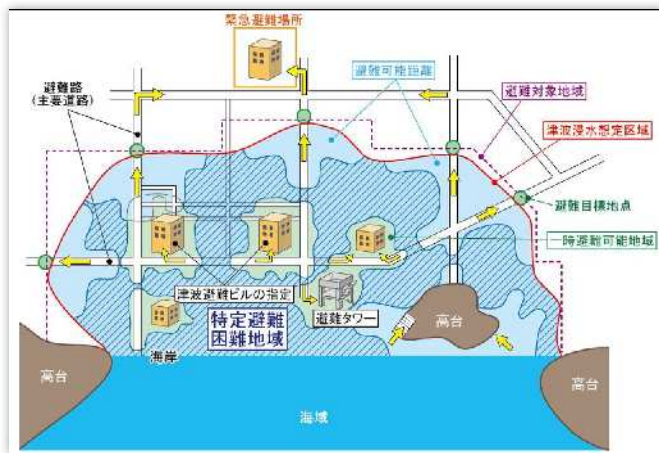 緊急避難場所
避難可能距離
避難路
(主要道路)
避難対象地域
津波浸水想定区域
避難目標地点
一時避難可能地域
津波避難ビルの指定
特定避難
困難地域
避難タワー
高台
海岸
高台
高台
海域